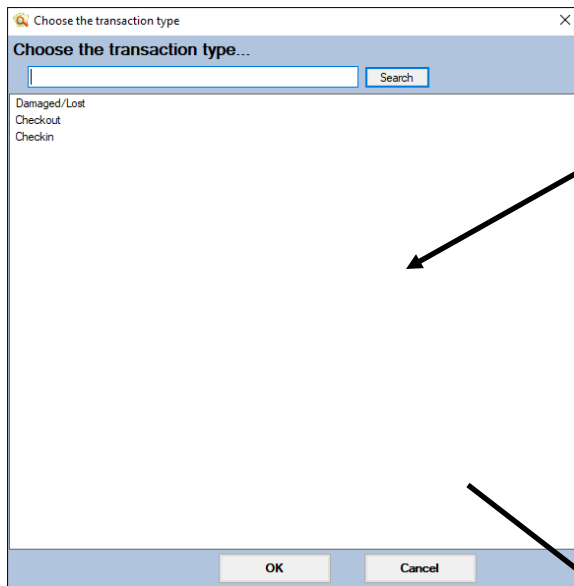 Choose the transaction type
Choose the transaction type...
Search
Damaged/Lost
Checkout
Checkin
OK Cancel